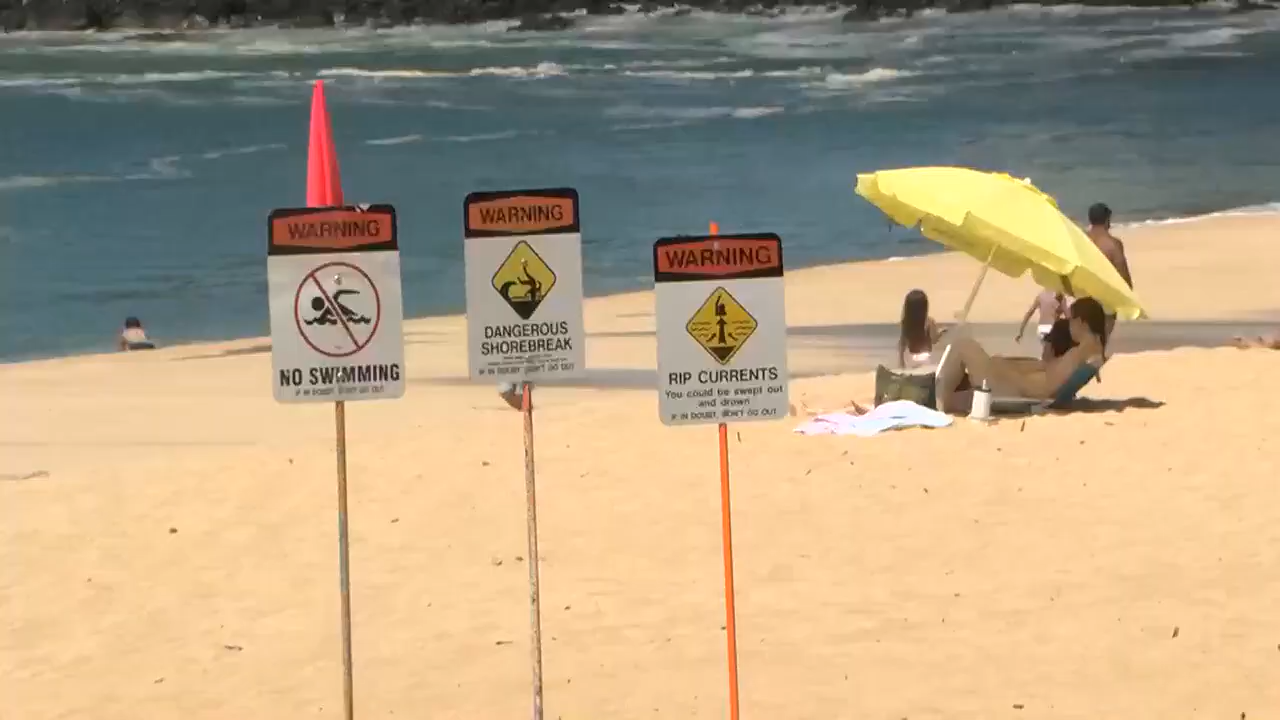 WARNING
NO SWIMMING
IF IN DOUBT, DON'T GO OUT
WARNING
DANGEROUS
SHOREBREAK
IF IN DOUBT, DON'T GO OUT
WARNING
RIP CURRENTS
You could be swept out
and drown
IF IN DOUBT, DON'T GO OUT